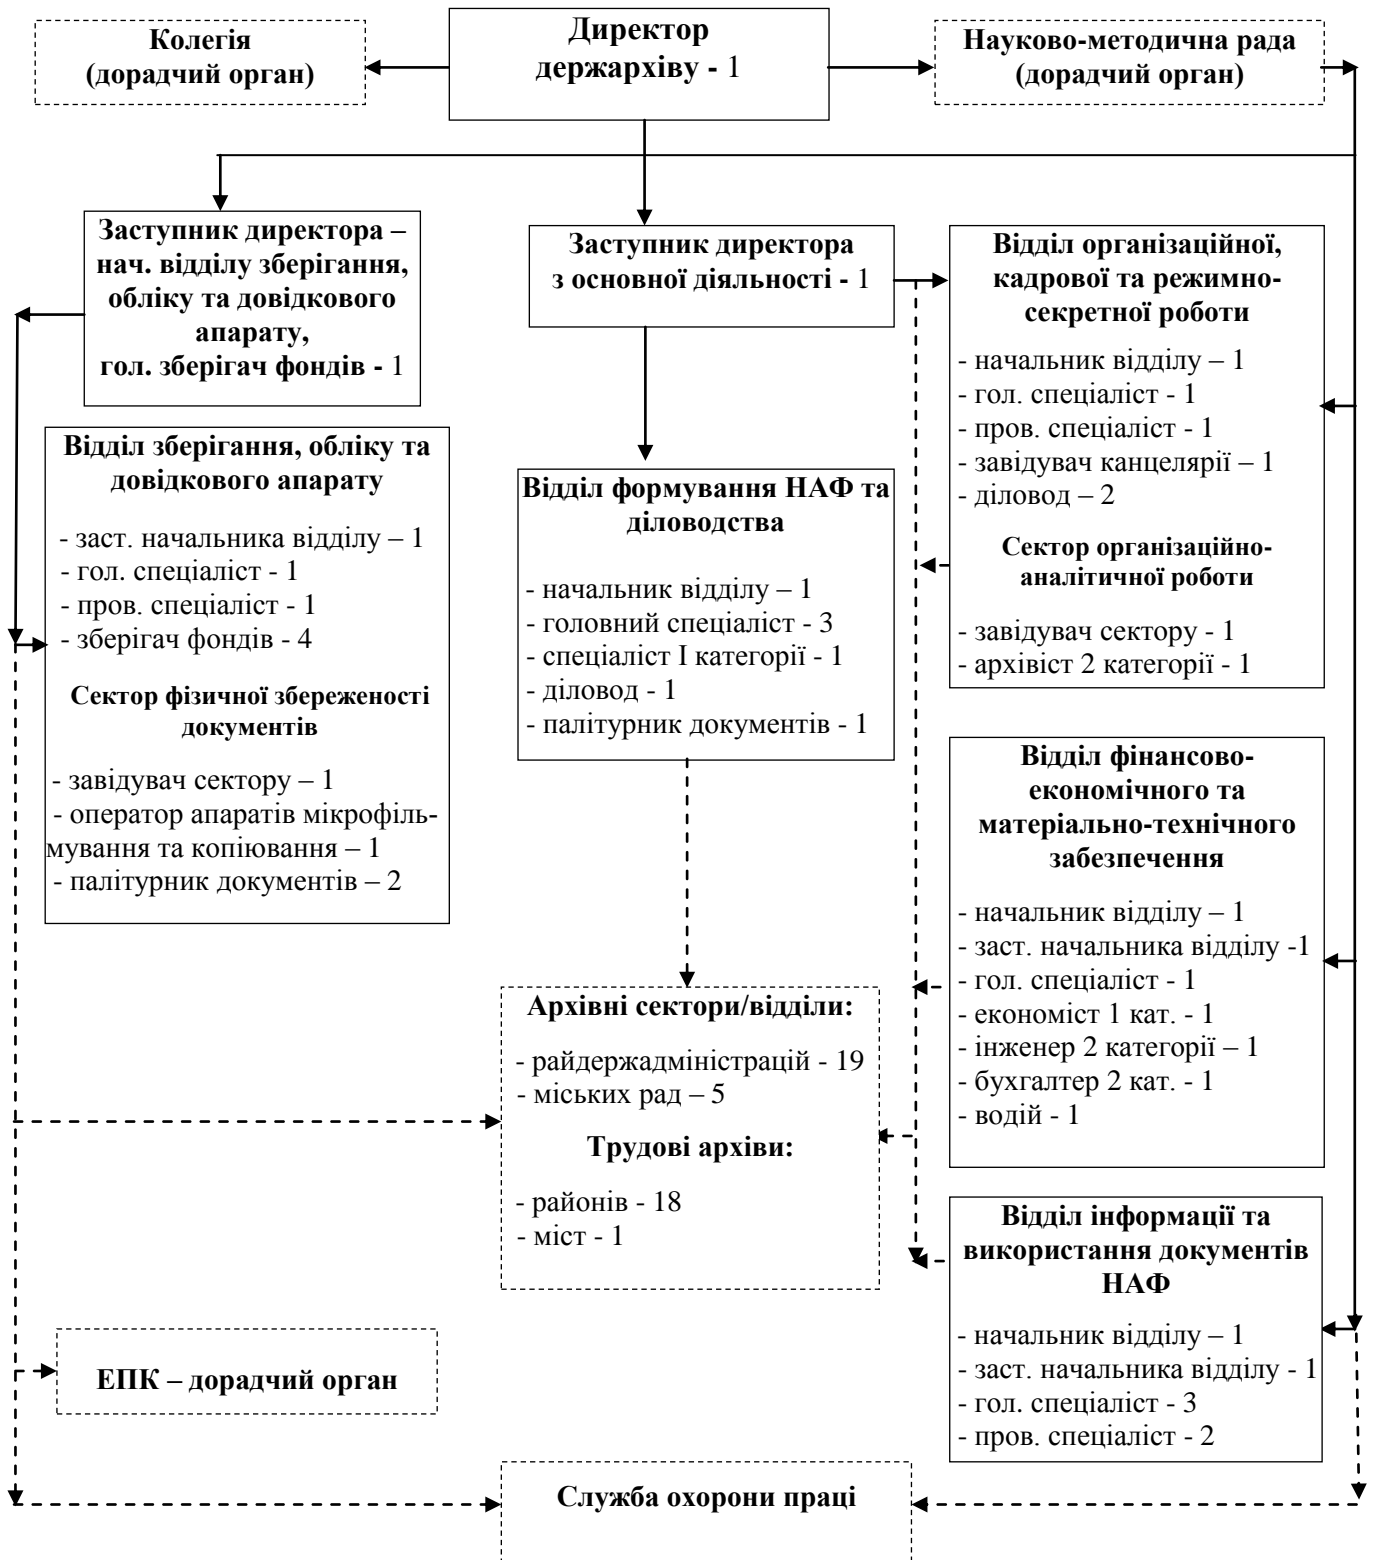 Колегія
(дорадчий орган)
Директор
держархіву - 1
Науково-методична рада
(дорадчий орган)
Заступник директора –
нач. відділу зберігання,
обліку та довідкового
апарату,
гол. зберігач фондів - 1
Заступник директора
з основної діяльності - 1
Відділ організаційної,
кадрової та режимно-
секретної роботи
- начальник відділу – 1
- гол. спеціаліст - 1
- пров. спеціаліст - 1
- завідувач канцелярії – 1
- діловод – 2
Сектор організаційно-
аналітичної роботи
- завідувач сектору - 1
- архівіст 2 категорії - 1
Відділ зберігання, обліку та
довідкового апарату
- заст. начальника відділу – 1
- гол. спеціаліст - 1
- пров. спеціаліст - 1
- зберігач фондів - 4
Сектор фізичної збереженості
документів
- завідувач сектору – 1
- оператор апаратів мікрофіль-
мування та копіювання – 1
- палітурник документів – 2
Відділ формування НАФ та
діловодства
- начальник відділу – 1
- головний спеціаліст - 3
- спеціаліст І категорії - 1
- діловод - 1
- палітурник документів - 1
Відділ фінансово-
економічного та
матеріально-технічного
забезпечення
- начальник відділу – 1
- заст. начальника відділу -1
- гол. спеціаліст - 1
- економіст 1 кат. - 1
- інженер 2 категорії – 1
- бухгалтер 2 кат. - 1
- водій - 1
Архівні сектори/відділи:
- райдержадміністрацій - 19
- міських рад – 5
Трудові архіви:
- районів - 18
- міст - 1
Відділ інформації та
використання документів
НАФ
- начальник відділу – 1
- заст. начальника відділу - 1
- гол. спеціаліст - 3
- пров. спеціаліст - 2
ЕПК – дорадчий орган
Служба охорони праці